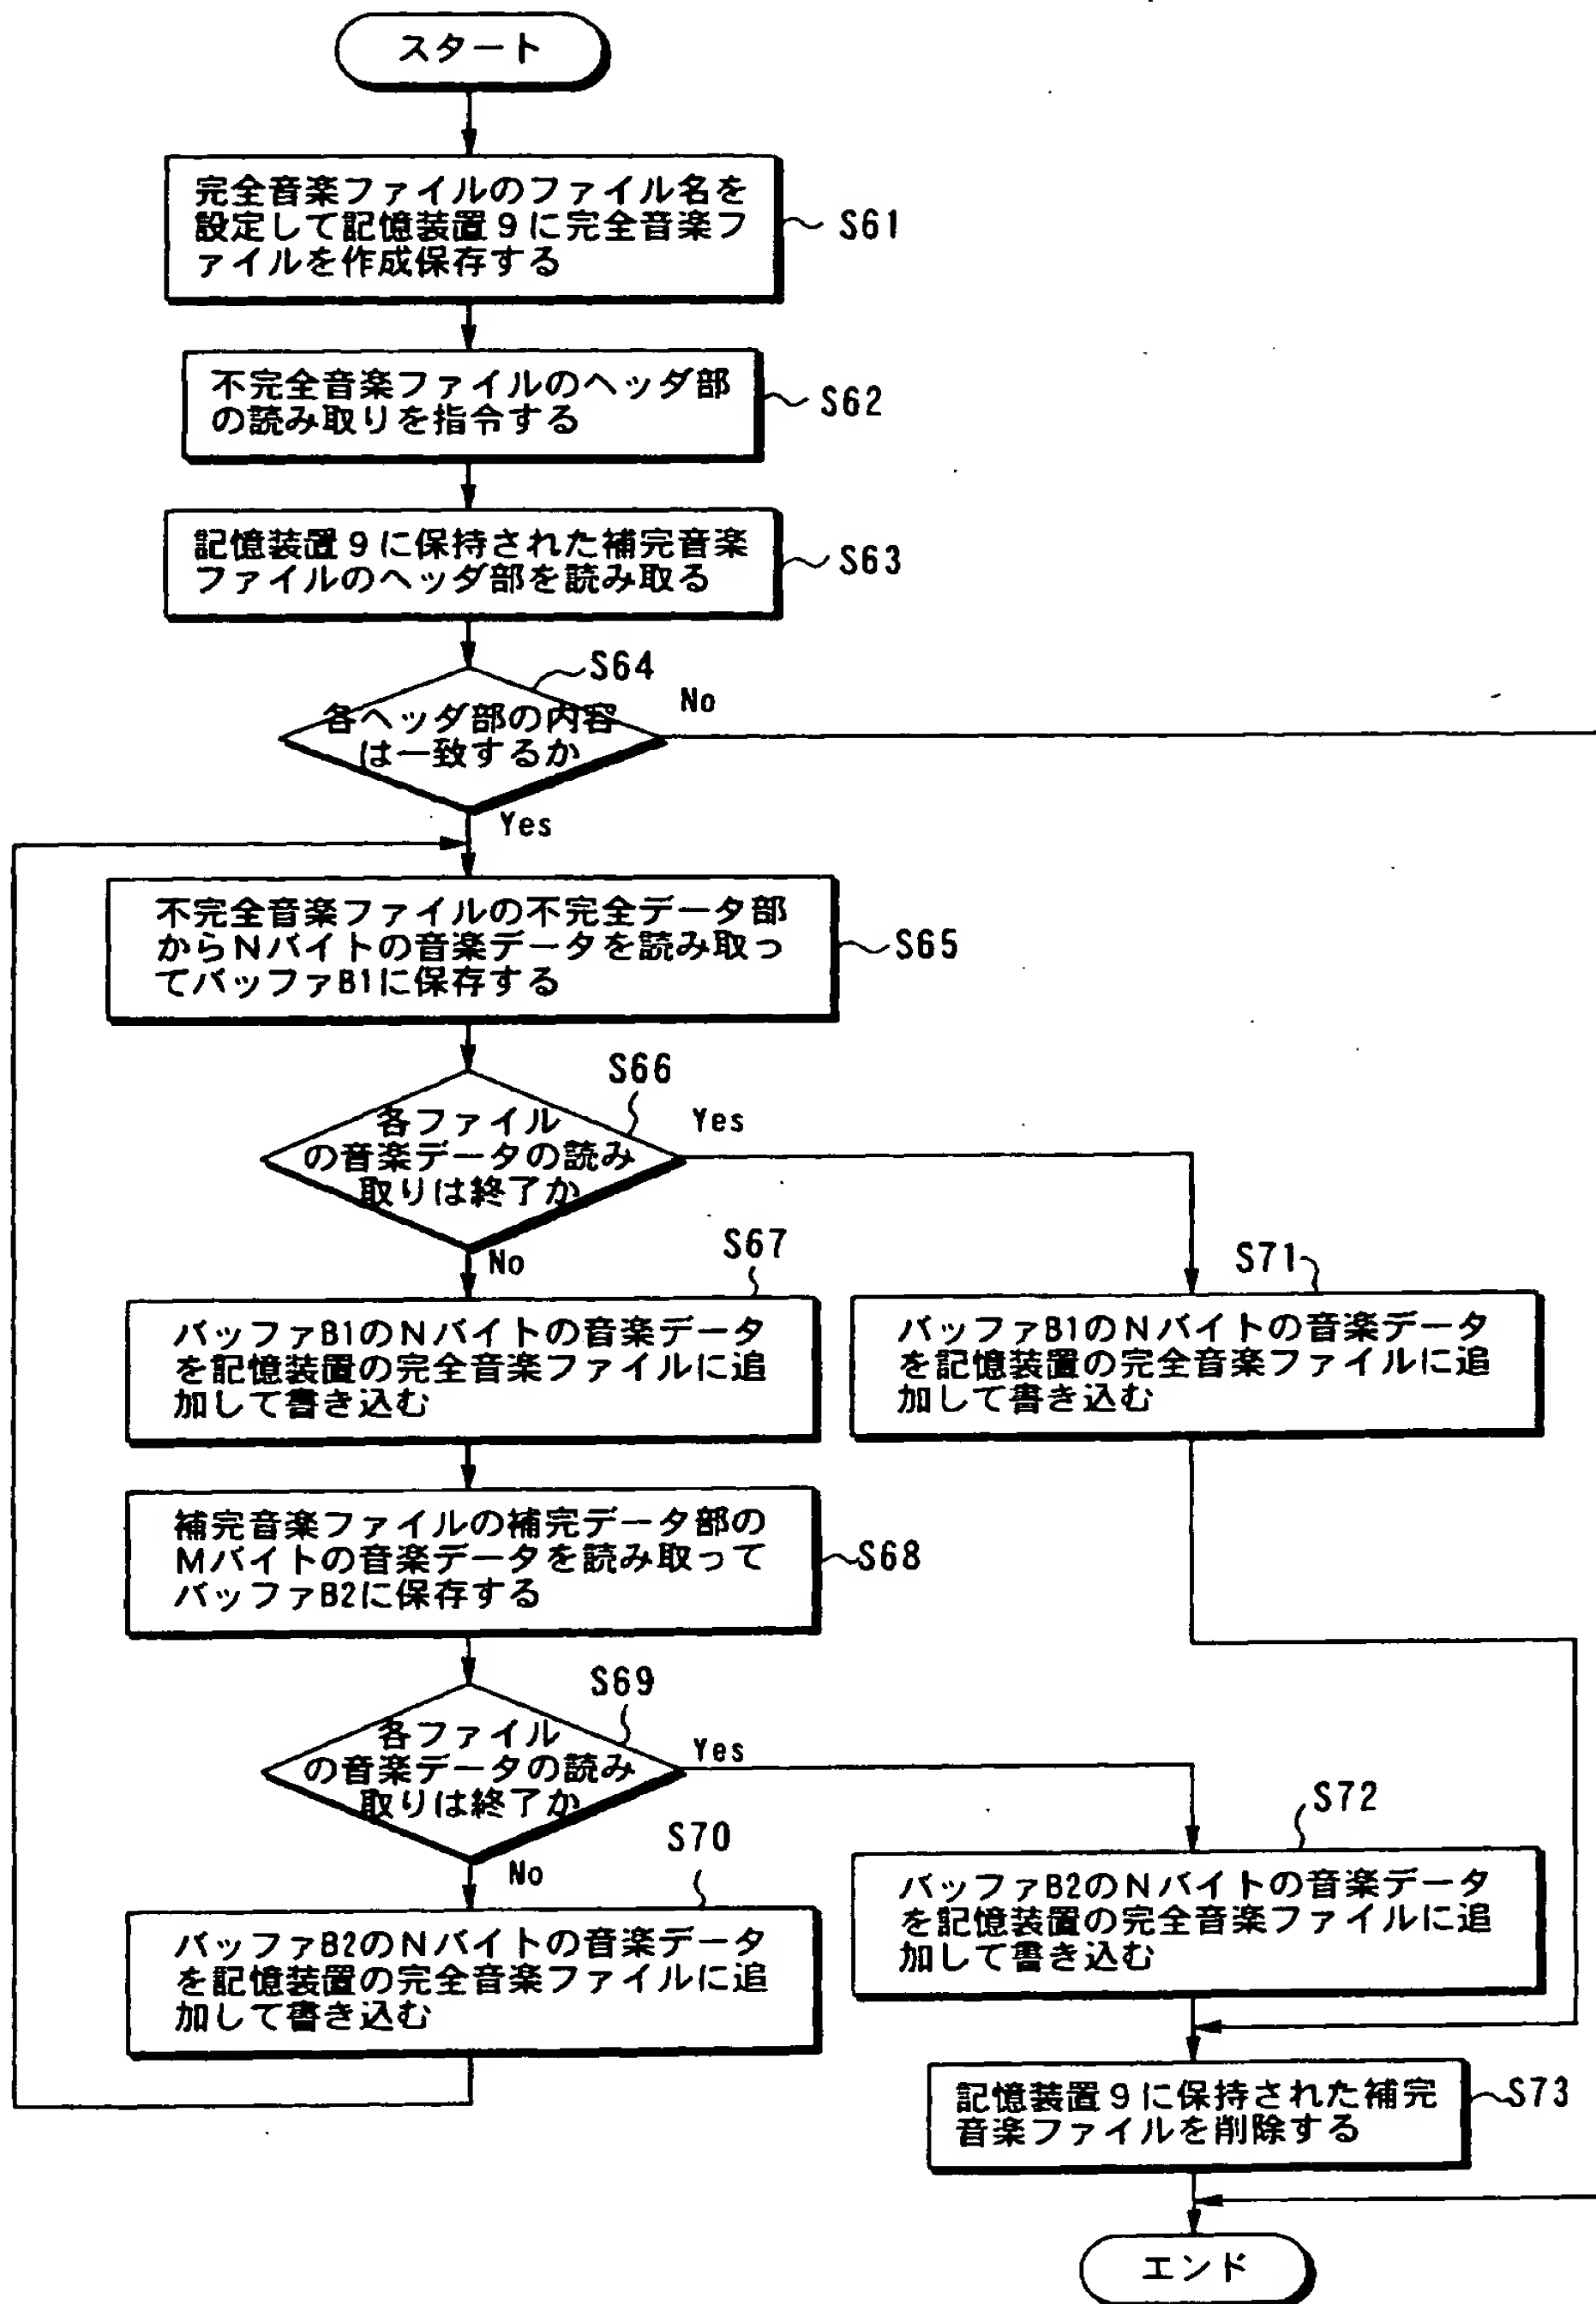 スタート
完全音楽ファイルのファイル名を
設定して記憶装置9に完全音楽フ
ァイルを作成保存する
S61
不完全音楽ファイルのヘッダ部
の読み取りを指令する
S62
記憶装置9に保持された補完音楽
ファイルのヘッダ部を読み取る
S63
S64
各ヘッダ部の内容
は一致するか
No
Yes
不完全音楽ファイルの不完全データ部
からNバイトの音楽データを読み取っ
てバッファB1に保存する
S65
S66
各ファイル
の音楽データの読み
取りは終了か
Yes
No
S67
バッファB1のNバイトの音楽データ
を記憶装置の完全音楽ファイルに追
加して書き込む
S71
バッファB1のNバイトの音楽データ
を記憶装置の完全音楽ファイルに追
加して書き込む
補完音楽ファイルの補完データ部の
Mバイトの音楽データを読み取って
バッファB2に保存する
S68
S69
各ファイル
の音楽データの読み
取りは終了か
Yes
No
S70
バッファB2のNバイトの音楽データ
を記憶装置の完全音楽ファイルに追
加して書き込む
S72
バッファB2のNバイトの音楽データ
を記憶装置の完全音楽ファイルに追
加して書き込む
記憶装置9に保持された補完
音楽ファイルを削除する
S73
エンド